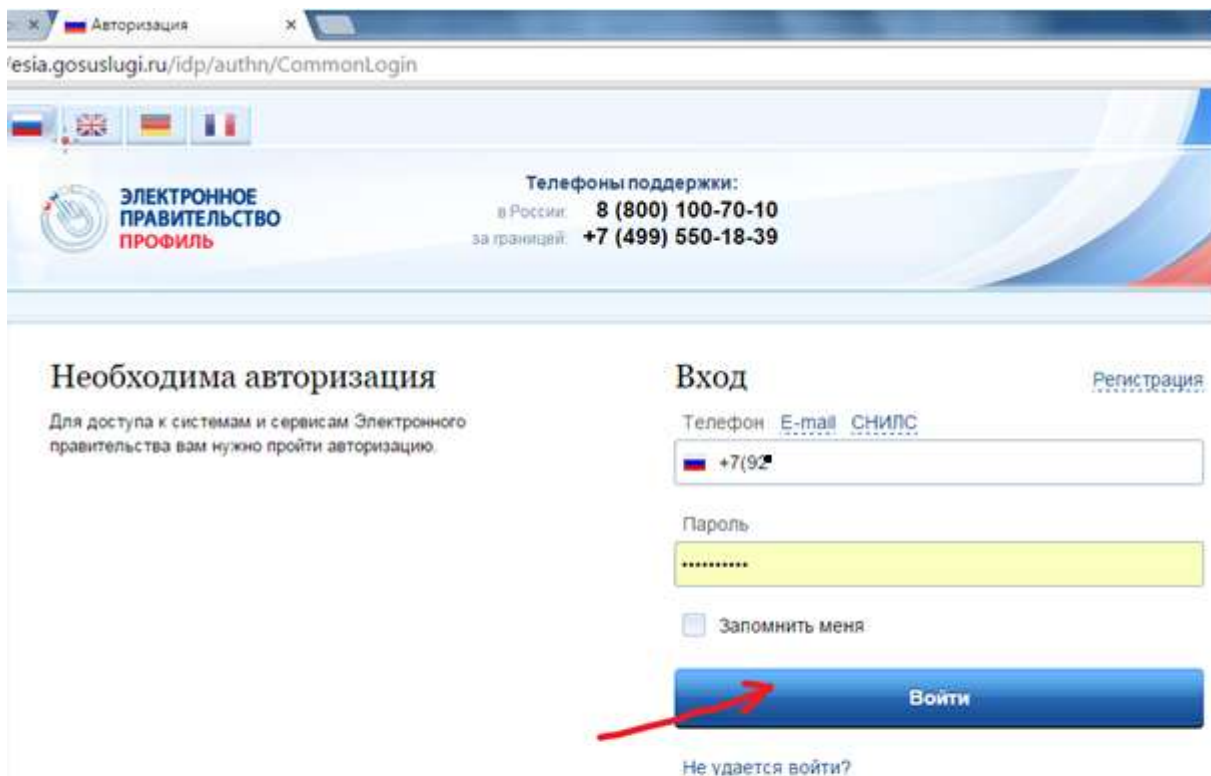 Авторизация
esia.gosuslugi.ru/idp/authn/CommonLogin
ЭЛЕКТРОННОЕ
ПРАВИТЕЛЬСТВО
ПРОФИЛЬ
Телефоны поддержки:
в России: 8 (800) 100-70-10
за границей: +7 (499) 550-18-39
Необходима авторизация
Для доступа к системам и сервисам Электронного
правительства вам нужно пройти авторизацию.
Вход
Регистрация
Телефон E-mail СНИЛС
+7(92
Пароль
••••••••••
Запомнить меня
Войти
Не удается войти?